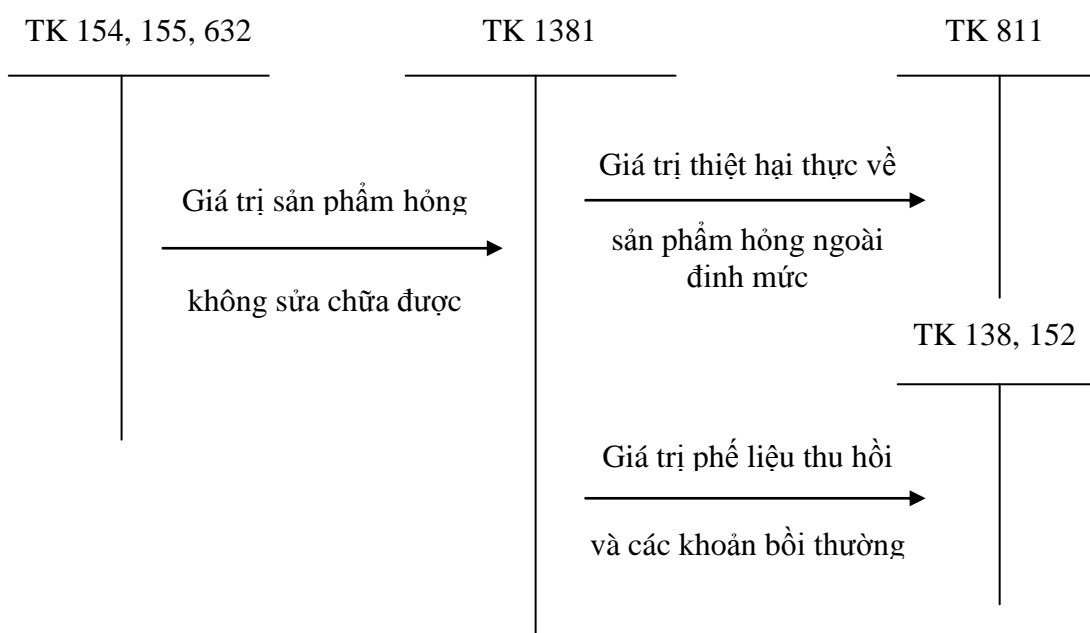 TK 154, 155, 632
TK 1381
TK 811
Giá trị sản phẩm hỏng
không sửa chữa được
Giá trị thiệt hại thực về
sản phẩm hỏng ngoài
đinh mức
TK 138, 152
Giá trị phế liệu thu hồi
và các khoản bồi thường